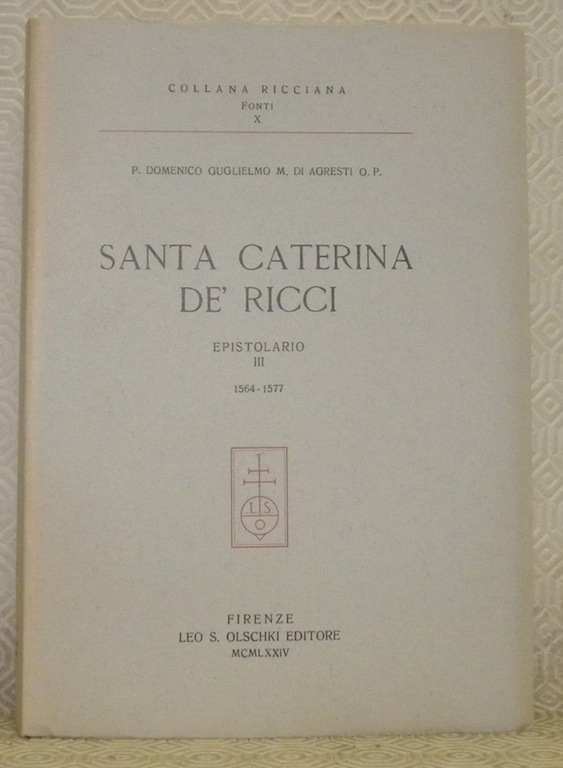 COLLANA RICCIANA
FONTI
X
P. DOMENICO GUGLIELMO M. DI AGRESTI O. P.
SANTA CATERINA
DE' RICCI
EPISTOLARIO
III
1564-1577
L S
O
FIRENZE
LEO S. OLSCHKI EDITORE
MCMLXXIV